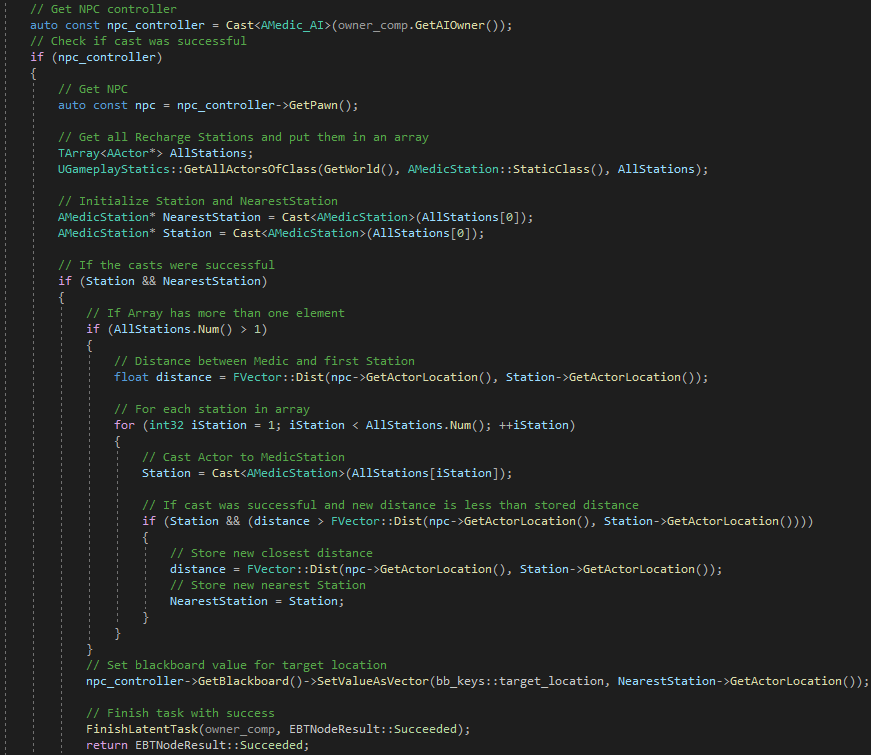 // Get NPC controller
auto const npc_controller = Cast<AMedic_AI>(owner_comp.GetAIOwner());
// Check if cast was successful
if (npc_controller)
{
// Get NPC
auto const npc = npc_controller->GetPawn();
// Get all Recharge Stations and put them in an array
TArray<AActor*> AllStations;
UGameplayStatics::GetAllActorsOfClass(GetWorld(), AMedicStation::StaticClass(), AllStations);
// Initialize Station and NearestStation
AMedicStation* NearestStation = Cast<AMedicStation>(AllStations[0]);
AMedicStation* Station = Cast<AMedicStation>(AllStations[0]);
// If the casts were successful
if (Station && NearestStation)
{
// If Array has more than one element
if (AllStations.Num() > 1)
{
// Distance between Medic and first Station
float distance = FVector::Dist(npc->GetActorLocation(), Station->GetActorLocation());
// For each station in array
for (int32 iStation = 1; iStation < AllStations.Num(); ++iStation)
{
// Cast Actor to MedicStation
Station = Cast<AMedicStation>(AllStations[iStation]);
// If cast was successful and new distance is less than stored distance
if (Station && (distance > FVector::Dist(npc->GetActorLocation(), Station->GetActorLocation())))
{
// Store new closest distance
distance = FVector::Dist(npc->GetActorLocation(), Station->GetActorLocation());
// Store new nearest Station
NearestStation = Station;
}
}
}
// Set blackboard value for target location
npc_controller->GetBlackboard()->SetValueAsVector(bb_keys::target_location, NearestStation->GetActorLocation());
// Finish task with success
FinishLatentTask(owner_comp, EBTNodeResult::Succeeded);
return EBTNodeResult::Succeeded;